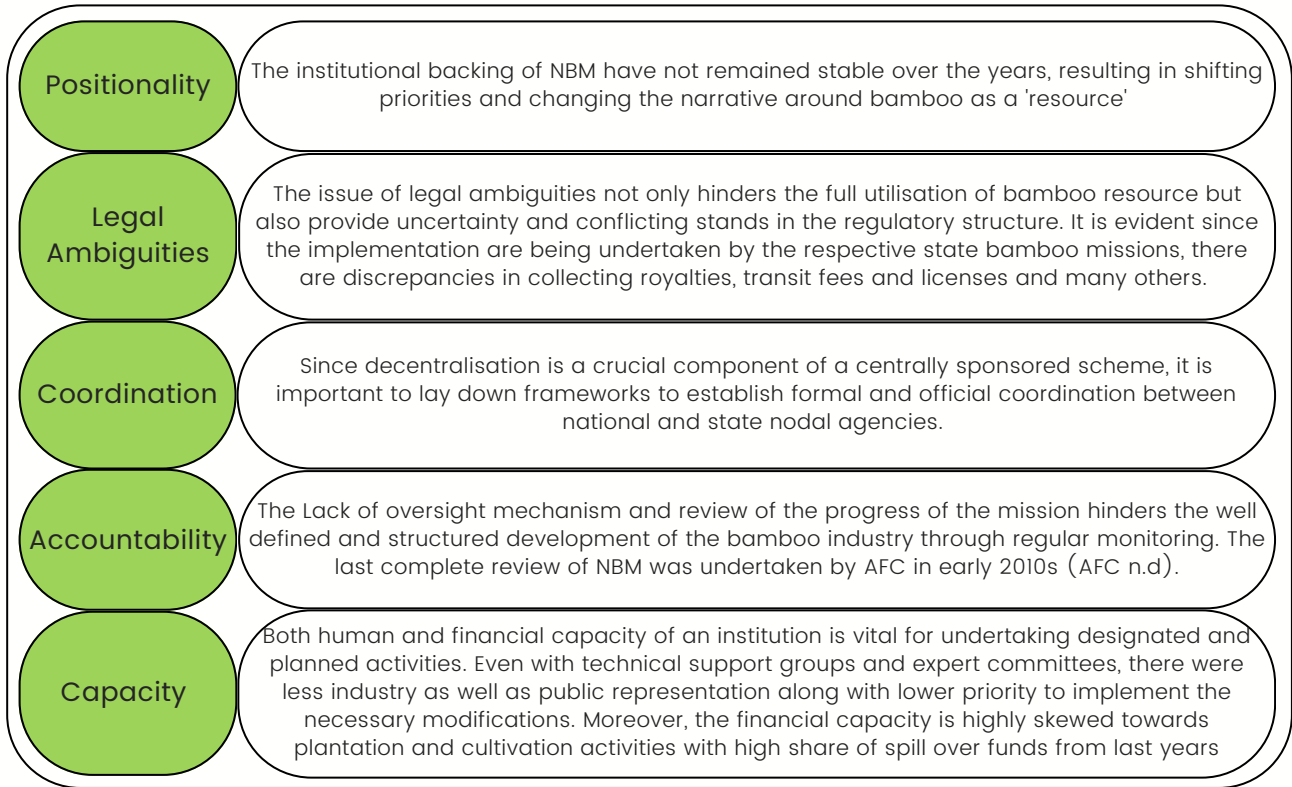 Positionality
The institutional backing of NBM have not remained stable over the years, resulting in shifting
priorities and changing the narrative around bamboo as a 'resource'
Legal
Ambiguities
The issue of legal ambiguities not only hinders the full utilisation of bamboo resource but
also provide uncertainty and conflicting stands in the regulatory structure. It is evident since
the implementation are being undertaken by the respective state bamboo missions, there
are discrepancies in collecting royalties, transit fees and licenses and many others.
Coordination
Since decentralisation is a crucial component of a centrally sponsored scheme, it is
important to lay down frameworks to establish formal and official coordination between
national and state nodal agencies.
Accountability
The Lack of oversight mechanism and review of the progress of the mission hinders the well
defined and structured development of the bamboo industry through regular monitoring. The
last complete review of NBM was undertaken by AFC in early 2010s (AFC n.d).
Capacity
Both human and financial capacity of an institution is vital for undertaking designated and
planned activities. Even with technical support groups and expert committees, there were
less industry as well as public representation along with lower priority to implement the
necessary modifications. Moreover, the financial capacity is highly skewed towards
plantation and cultivation activities with high share of spill over funds from last years